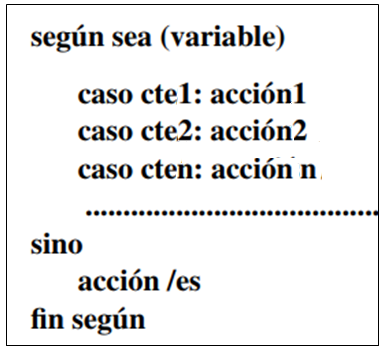 según sea (variable)
caso cte1: acción1
caso cte2: acción2
caso cten: acción n
.......................................
sino
acción /es
fin según